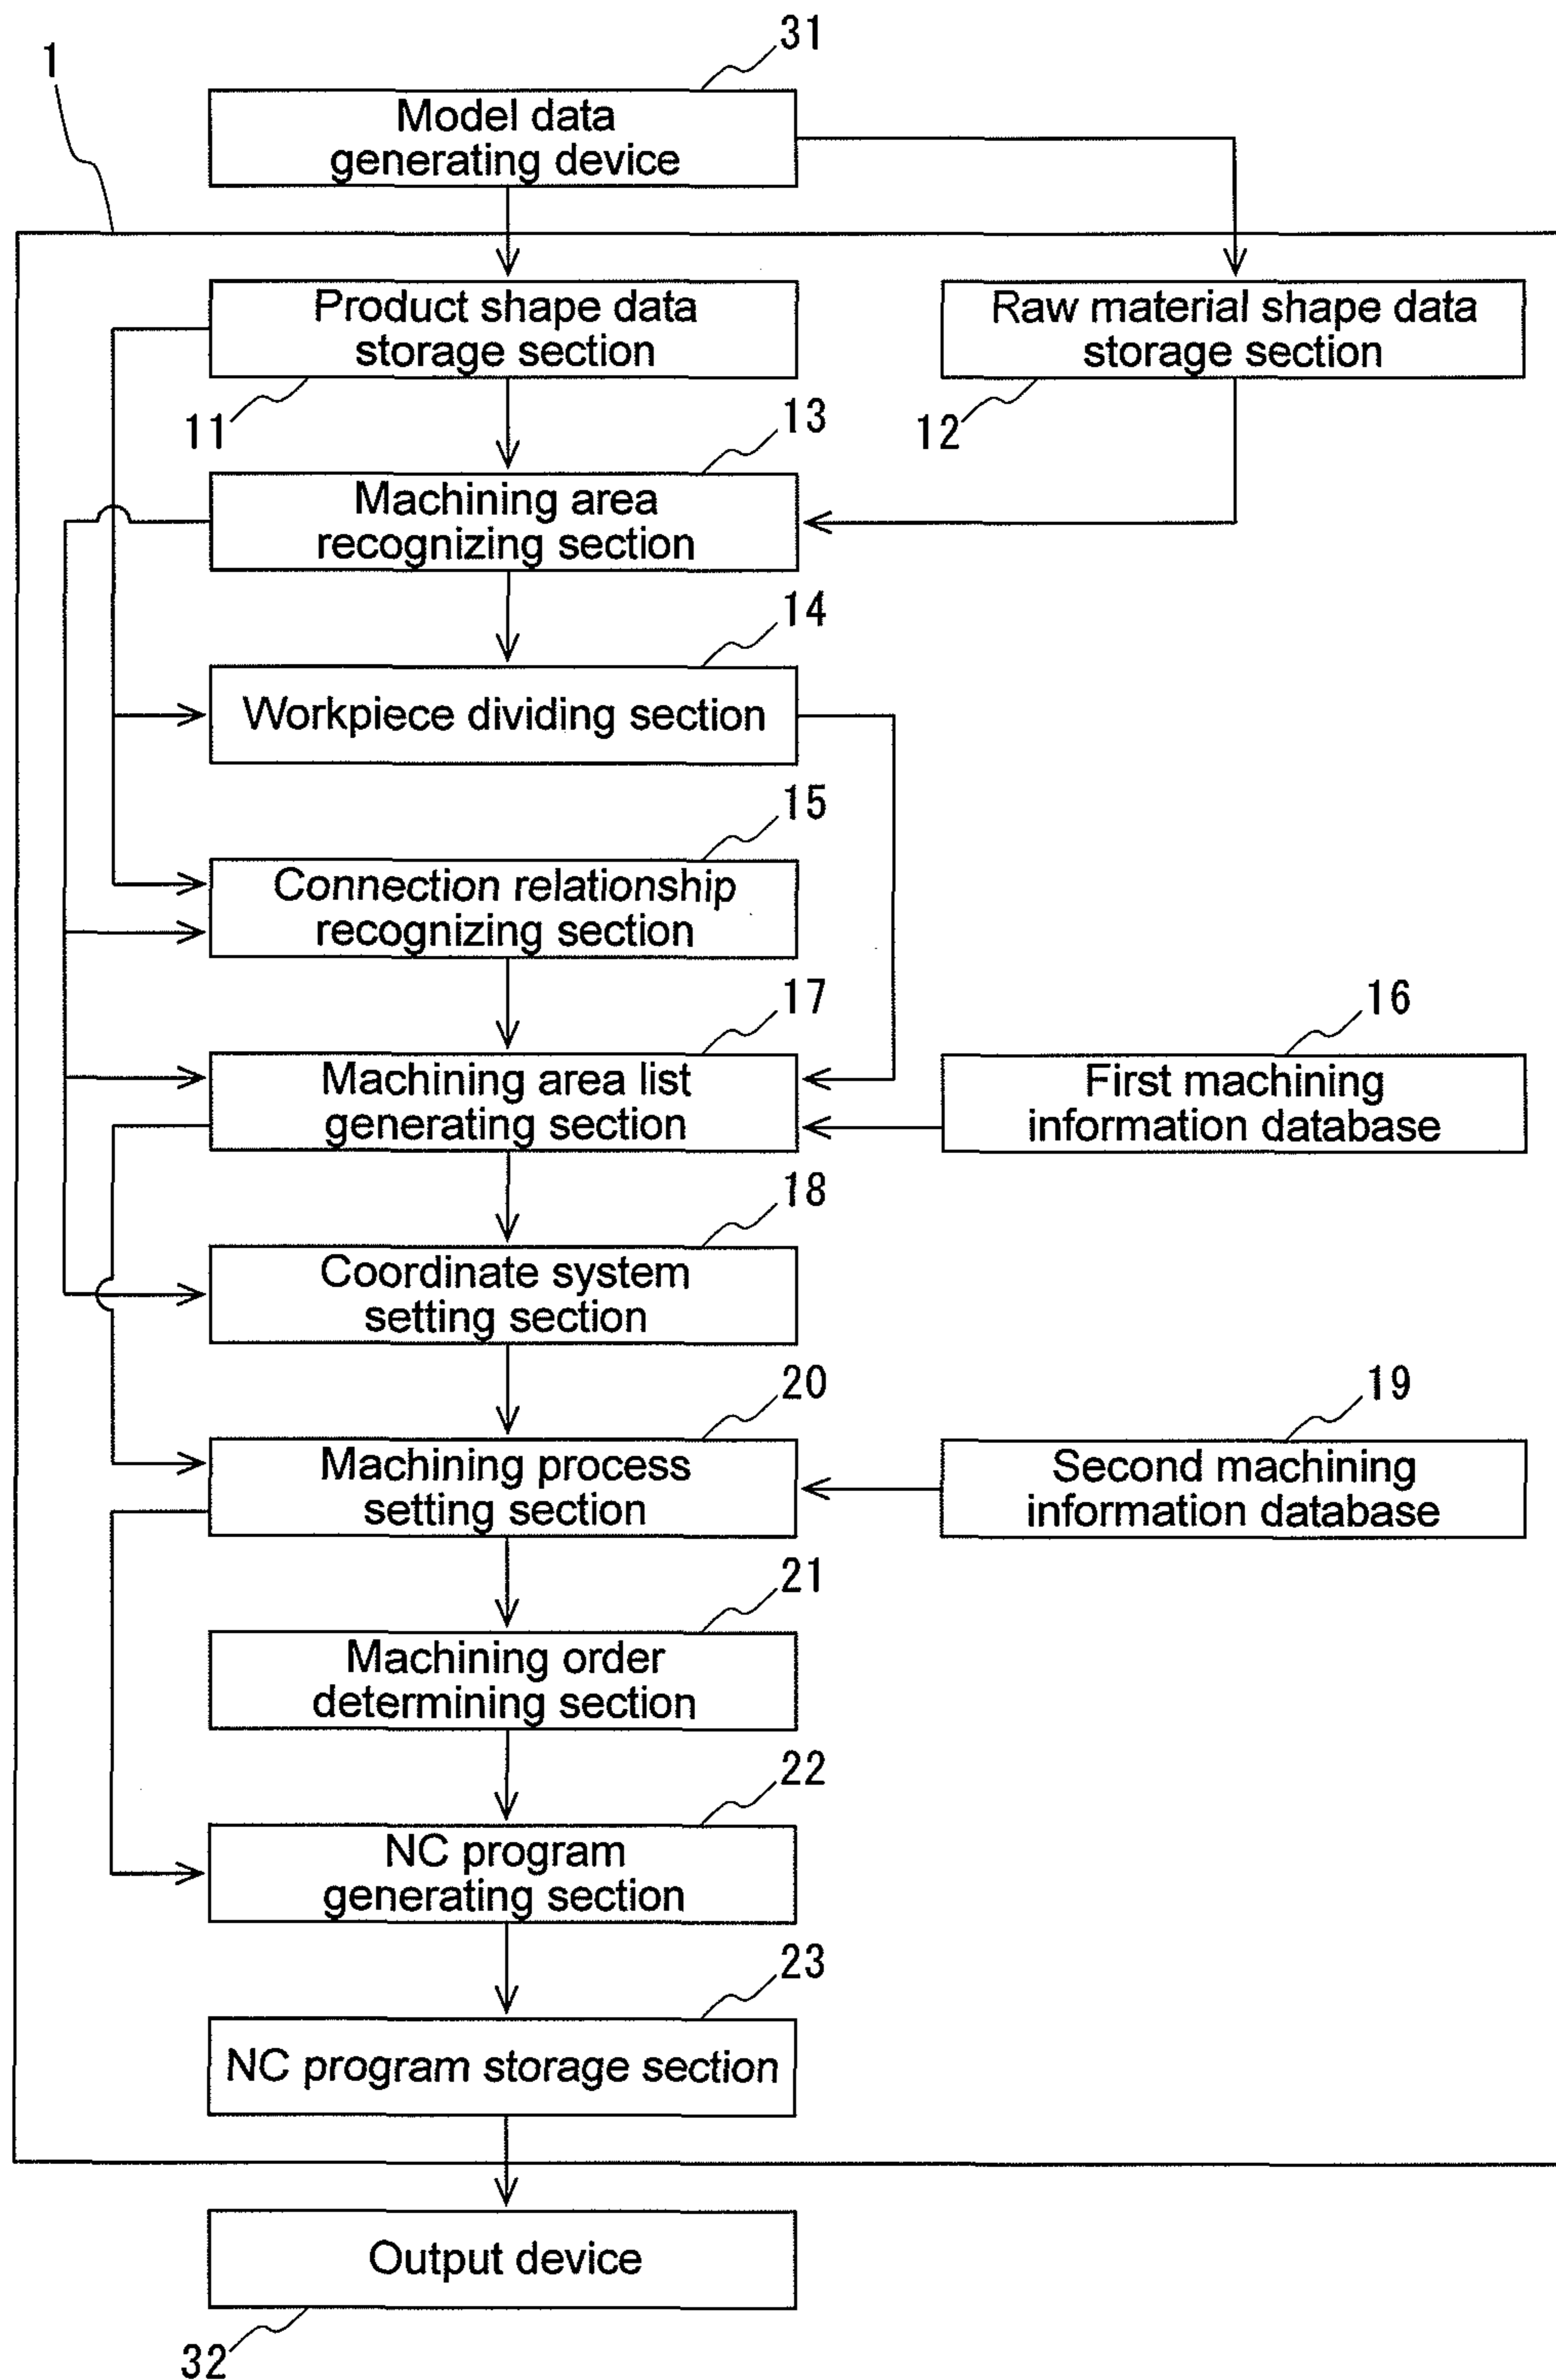 31
1
Model data
generating device
Product shape data
storage section
Raw material shape data
storage section
11
13
12
Machining area
recognizing section
14
Workpiece dividing section
15
Connection relationship
recognizing section
17
16
Machining area list
generating section
First machining
information database
18
Coordinate system
setting section
20
19
Machining process
setting section
Second machining
information database
21
Machining order
determining section
22
NC program
generating section
23
NC program storage section
Output device
32